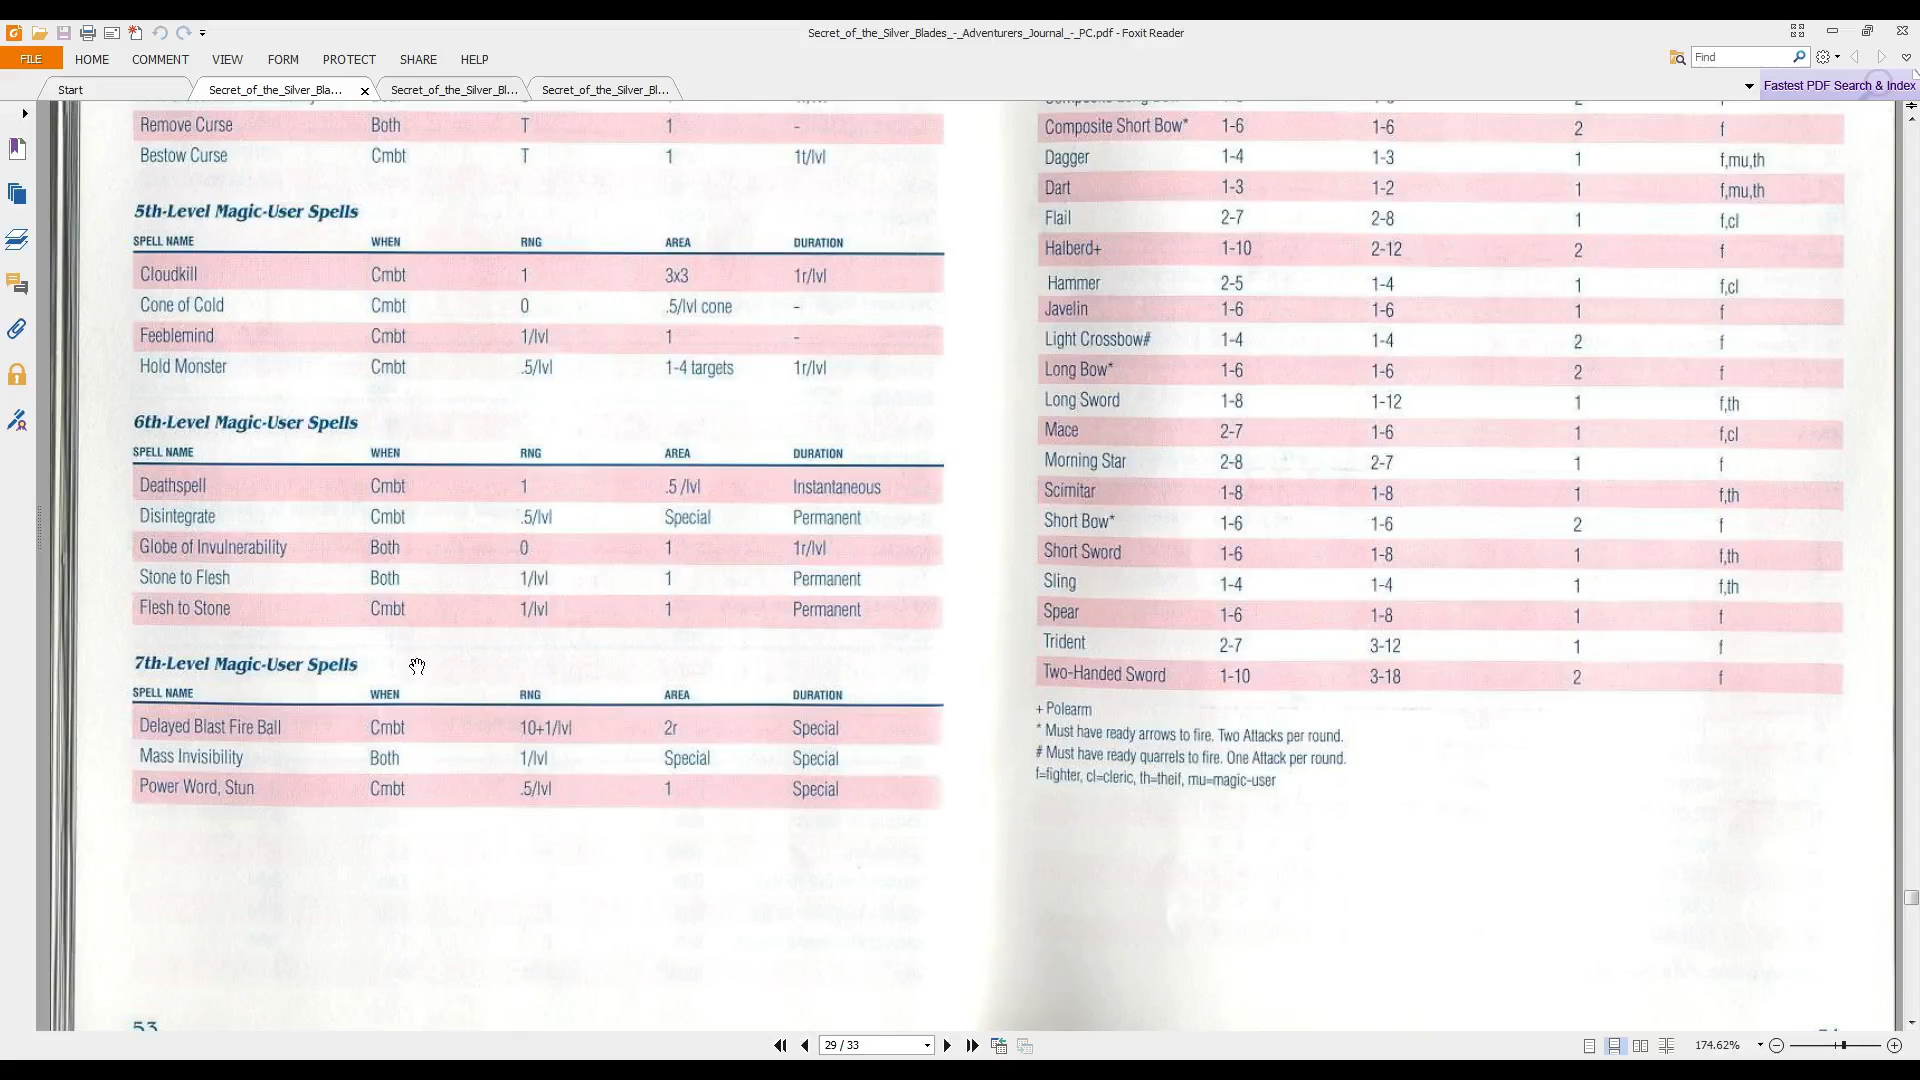 Secret_of_the_Silver_Blades_-_Adventurers_Journal_-_PC.pdf - Foxit Reader
FILE HOME COMMENT VIEW FORM PROTECT SHARE HELP
Find
Start Secret_of_the_Silver_Bla... Secret_of_the_Silver_Bl... Secret_of_the_Silver_Bl...
Fastest PDF Search & Index
Remove Curse Both T 1 -
Bestow Curse Cmbt T 1 1t/lvl
5th-Level Magic-User Spells
SPELL NAME WHEN RNG AREA DURATION
Cloudkill Cmbt 1 3x3 1r/lvl
Cone of Cold Cmbt 0 .5/lvl cone -
Feeblemind Cmbt 1/lvl 1 -
Hold Monster Cmbt .5/lvl 1-4 targets 1r/lvl
6th-Level Magic-User Spells
SPELL NAME WHEN RNG AREA DURATION
Deathspell Cmbt 1 .5 /lvl Instantaneous
Disintegrate Cmbt .5/lvl Special Permanent
Globe of Invulnerability Both 0 1 1r/lvl
Stone to Flesh Both 1/lvl 1 Permanent
Flesh to Stone Cmbt 1/lvl 1 Permanent
7th-Level Magic-User Spells
SPELL NAME WHEN RNG AREA DURATION
Delayed Blast Fire Ball Cmbt 10+1/lvl 2r Special
Mass Invisibility Both 1/lvl Special Special
Power Word, Stun Cmbt .5/lvl 1 Special
53
Composite Short Bow* 1-6 1-6 2 f
Dagger 1-4 1-3 1 f,mu,th
Dart 1-3 1-2 1 f,mu,th
Flail 2-7 2-8 1 f,cl
Halberd+ 1-10 2-12 2 f
Hammer 2-5 1-4 1 f,cl
Javelin 1-6 1-6 1 f
Light Crossbow# 1-4 1-4 2 f
Long Bow* 1-6 1-6 2 f
Long Sword 1-8 1-12 1 f,th
Mace 2-7 1-6 1 f,cl
Morning Star 2-8 2-7 1 f
Scimitar 1-8 1-8 1 f,th
Short Bow* 1-6 1-6 2 f
Short Sword 1-6 1-8 1 f,th
Sling 1-4 1-4 1 f,th
Spear 1-6 1-8 1 f
Trident 2-7 3-12 1 f
Two-Handed Sword 1-10 3-18 2 f
+ Polearm
* Must have ready arrows to fire. Two Attacks per round.
# Must have ready quarrels to fire. One Attack per round.
f=fighter, cl=cleric, th=theif, mu=magic-user
29 / 33
174.62%